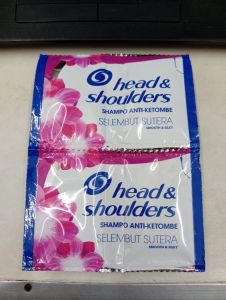 head &
shoulders
SHAMPO ANTI-KETOMBE
SELEMBUT SUTERA
SMOOTH & SILKY
head &
shoulders
SHAMPO ANTI-KETOMBE
SELEMBUT SUTERA
SMOOTH & SILKY